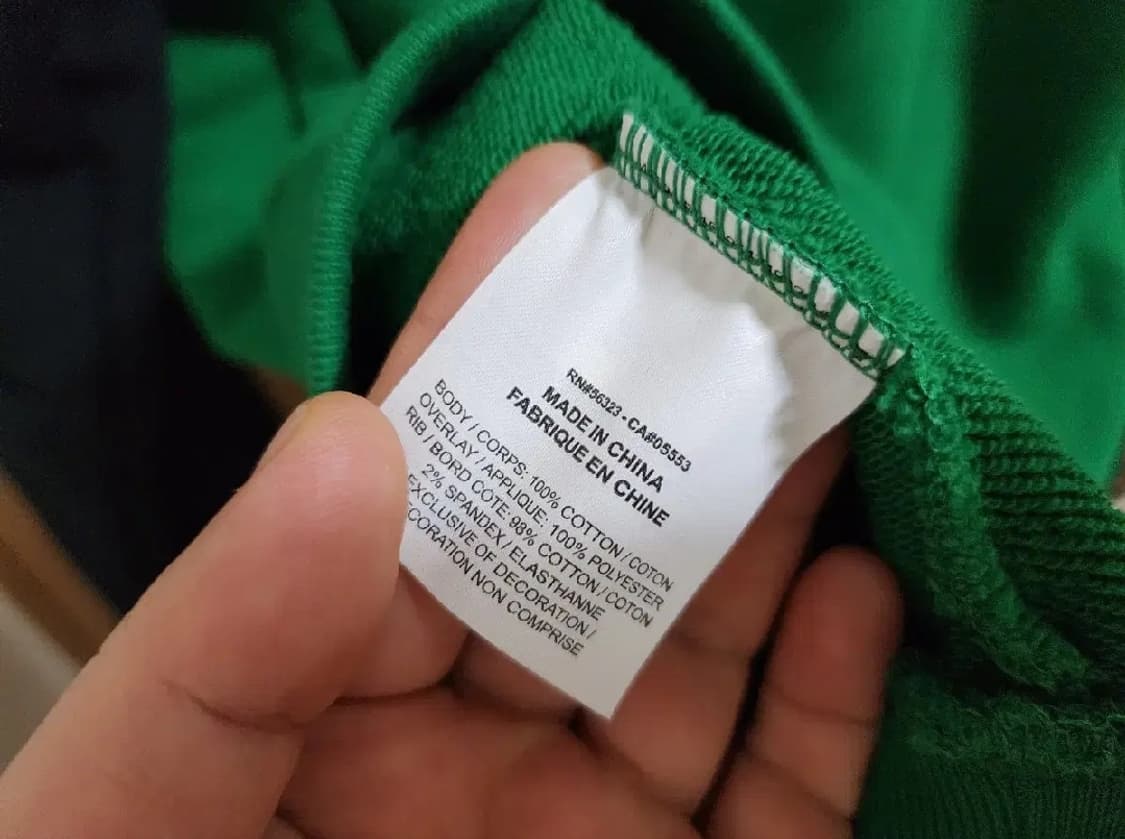 RN#56323 - CA#05553
MADE IN CHINA
FABRIQUE EN CHINE
BODY / CORPS: 100% COTTON / COTON
OVERLAY / APPLIQUE: 100% POLYESTER
RIB / BORD COTE: 98% COTTON / COTON
2% SPANDEX / ELASTHANNE
EXCLUSIVE OF DECORATION /
CORATION NON COMPRISE